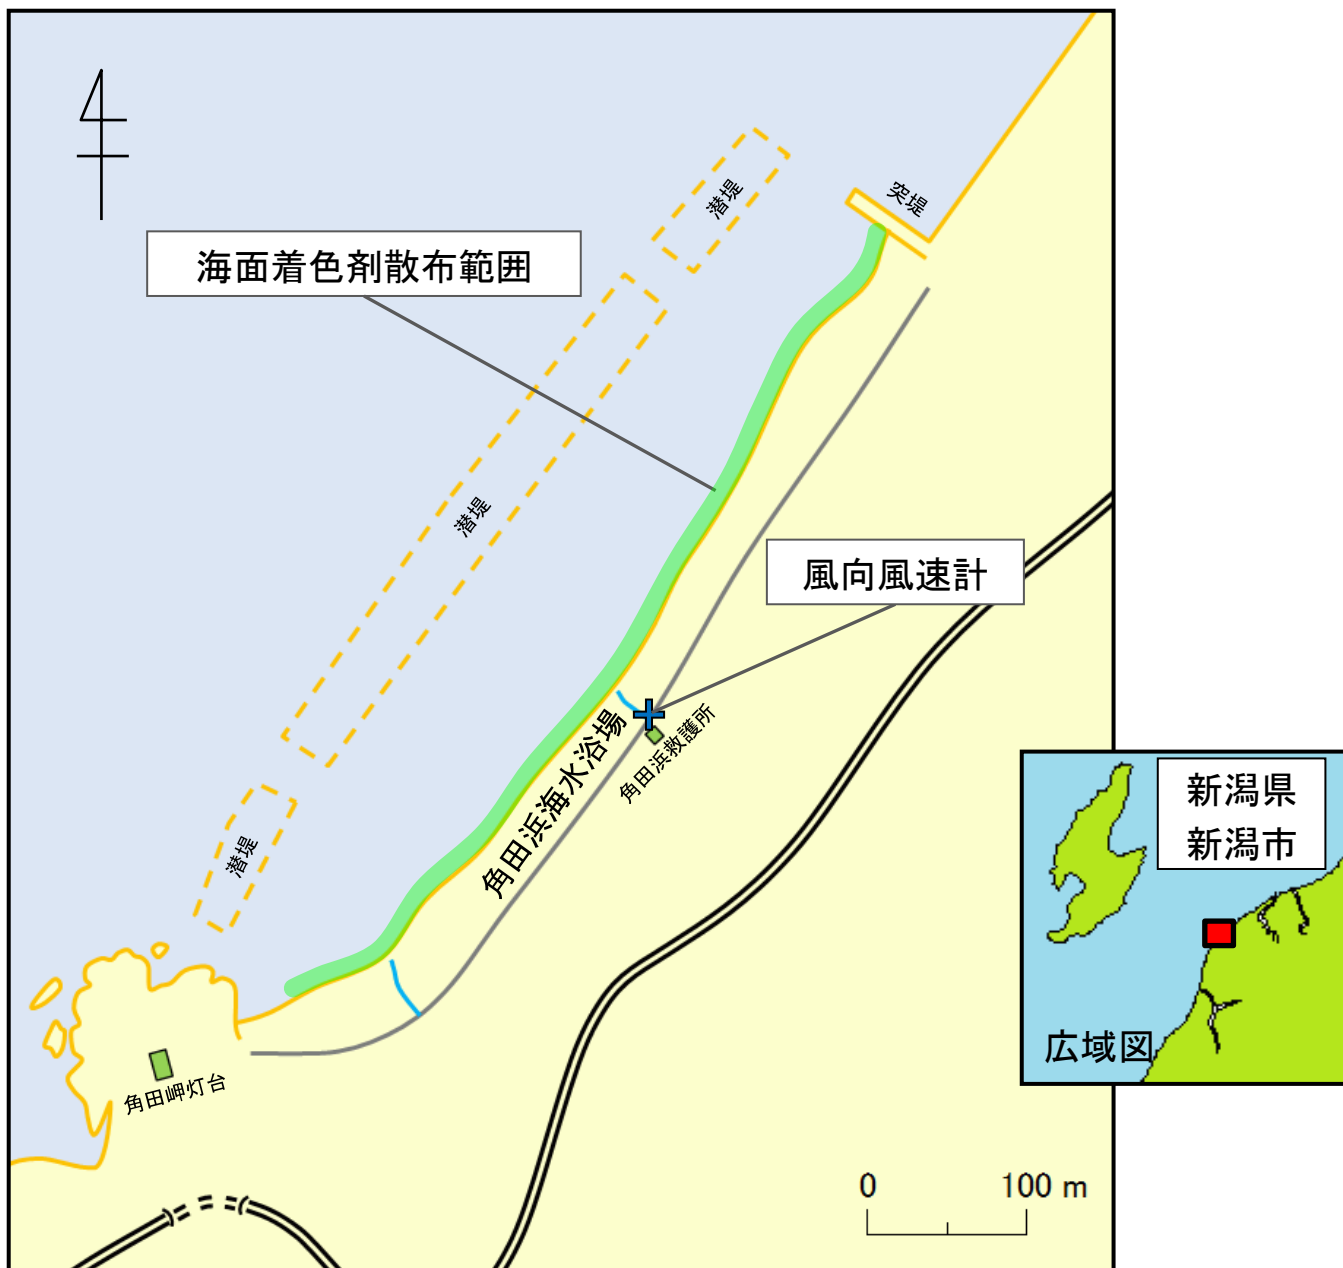 突堤
潜堤
海面着色剤散布範囲
潜堤
風向風速計
角田浜海水浴場
角田浜救護所
潜堤
新潟県
新潟市
広域図
角田岬灯台
0 100 m